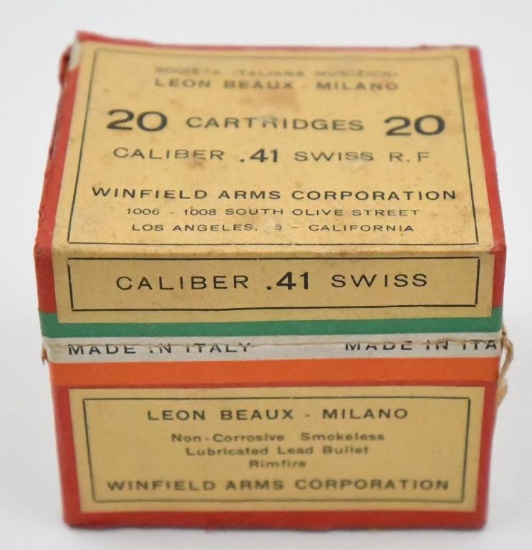 SOCIETA ITALIANA MUNIZIONI
LEON BEAUX - MILANO
20 CARTRIDGES 20
CALIBER .41 SWISS R.F
WINFIELD ARMS CORPORATION
1006 - 1008 SOUTH OLIVE STREET
LOS ANGELES, - CALIFORNIA
CALIBER .41 SWISS
MADE IN ITALY MADE IN ITA
LEON BEAUX - MILANO
Non-Corrosive Smokeless
Lubricated Lead Bullet
Rimfire
WINFIELD ARMS CORPORATION